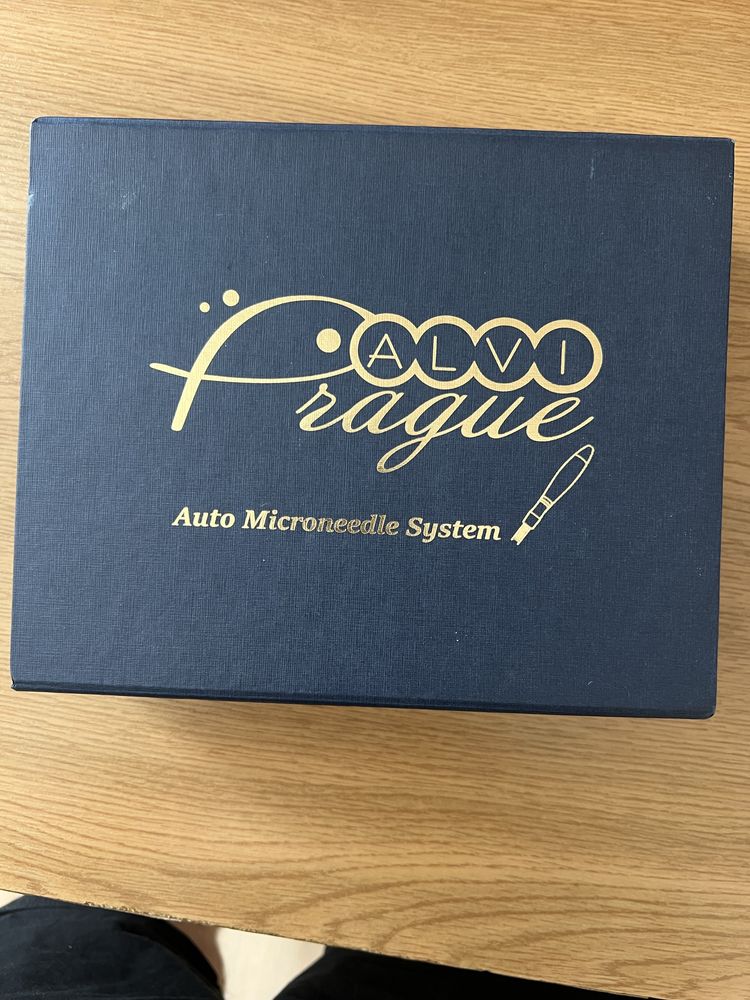 ALVI
Prague
Auto Microneedle System